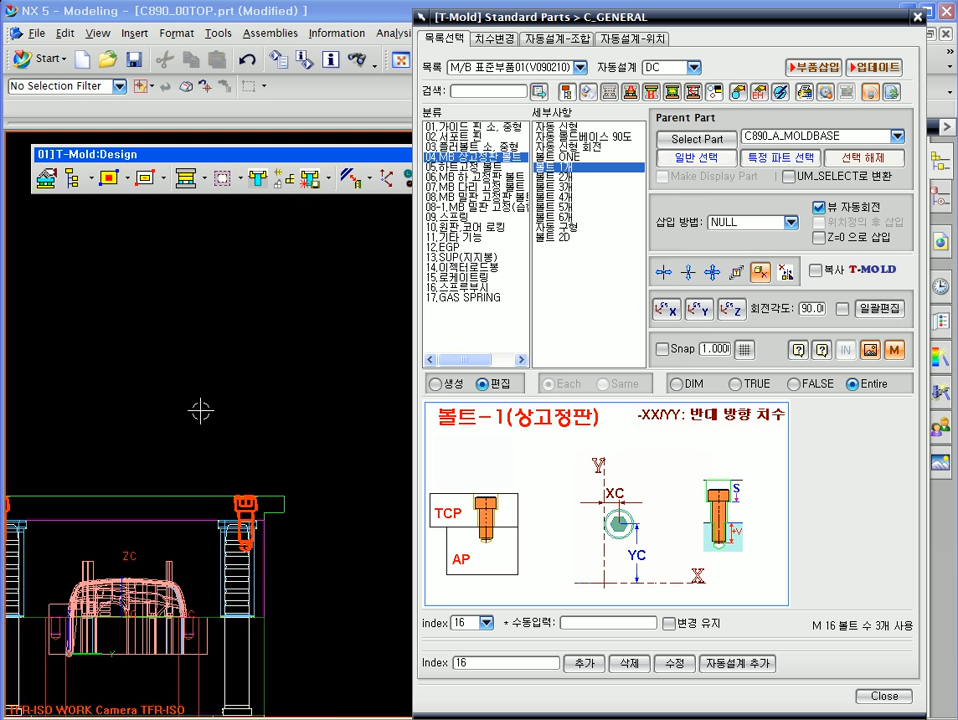 NX 5 - Modeling - [C890_00TOP.prt (Modified) ]
File Edit View Insert Format Tools Assemblies Information Analysi
Start
No Selection Filter
01]T-Mold:Design
ZC
Y
TFR-ISO WORK Camera TFR-ISO
[T-Mold] Standard Parts > C_GENERAL
목록선택 치수변경 자동설계-조합 자동설계-위치
목록 M/B 표준부품01(V090210) 자동설계 DC 부품삽입 업데이트
검색:
분류
01.가이드 핀 소, 중형
02.서포트 핀
03.플러볼트 소, 중형
04.MB 상고정판 볼트
05.하트고정 볼트
06.MB 하 고정판 볼트
07.MB 다리 고정 볼트
08.MB 밀판 고정 볼트
08-1.MB 밀판 고정(습
09.스프링
10.원판,코어 로킹
11.기타 기능
12.EGP
13.SUP(지지봉)
14.이젝터로드봉
15.로케이트링
16.스프루부시
17.GAS SPRING
세부사항
자동 신형
자동 몰드베이스 90도
자동 신형 회전
볼트 ONE
볼트 1개
볼트 2개
볼트 3개
볼트 4개
볼트 5개
볼트 6개
자동 구형
볼트 2D
Parent Part
Select Part C890_A_MOLDBASE
일반 선택 특정 파트 선택 선택 해제
Make Display Part | UM_SELECT로 변환
삽입 방법: NULL
뷰 자동회전
위치정의 후 삽입
Z=0 으로 삽입
복사 T-MOLD
X Y Z 회전각도: 90.0 일괄편집
Snap 1.000 IN M
생성 편집 Each Same DIM TRUE FALSE Entire
볼트-1(상고정판) -XX/YY: 반대 방향 치수
TCP
AP
Y
XC
YC
X
S
+V
index 16 * 수동입력: 변경 유지 M 16 볼트 수 3개 사용
Index 16 추가 삭제 수정 자동설계 추가
Close